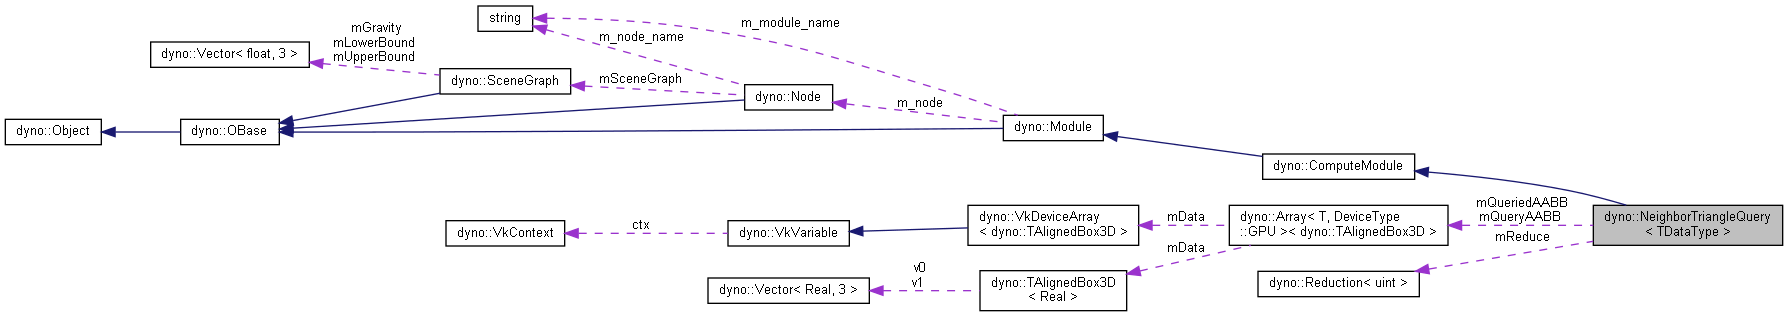 string
m_module_name
mGravity
mLowerBound
mUpperBound
m_node_name
dyno::Vector< float, 3 >
dyno::SceneGraph
mSceneGraph
dyno::Node
m_node
dyno::Object
dyno::OBase
dyno::Module
dyno::ComputeModule
mQueriedAABB
mQueryAABB
dyno::NeighborTriangleQuery
< TDataType >
mData
dyno::Array< T, DeviceType
::GPU >< dyno::TAlignedBox3D >
dyno::VkDeviceArray
< dyno::TAlignedBox3D >
ctx
dyno::VkContext
dyno::VkVariable
mReduce
mData
v0
v1
dyno::Vector< Real, 3 >
dyno::TAlignedBox3D
< Real >
dyno::Reduction< uint >